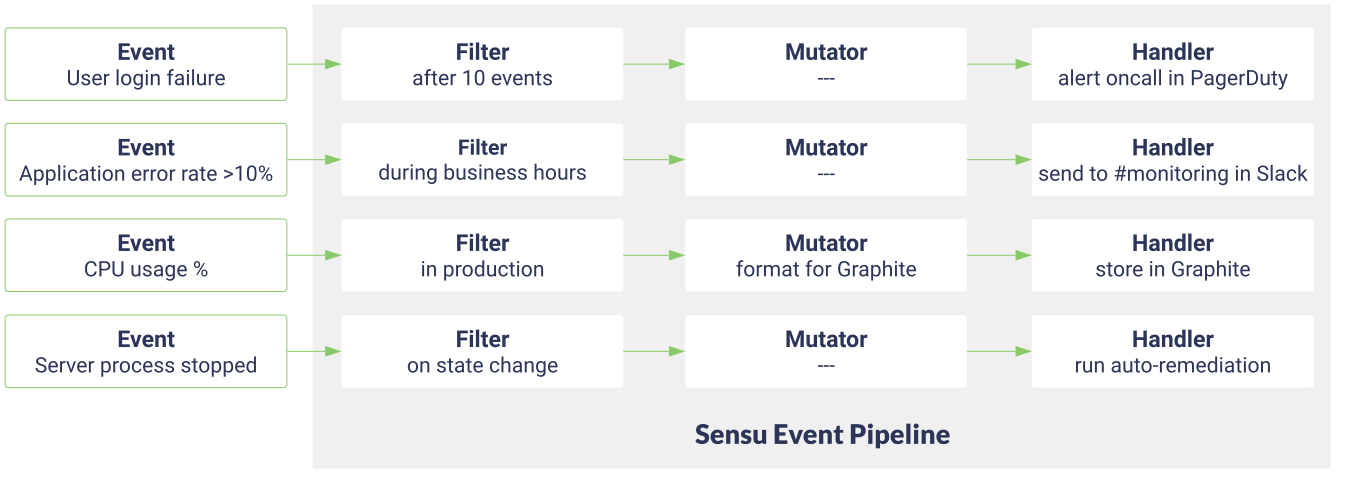 Event
User login failure
Filter
after 10 events
Mutator
---
Handler
alert oncall in PagerDuty
Event
Application error rate >10%
Filter
during business hours
Mutator
---
Handler
send to #monitoring in Slack
Event
CPU usage %
Filter
in production
Mutator
format for Graphite
Handler
store in Graphite
Event
Server process stopped
Filter
on state change
Mutator
---
Handler
run auto-remediation
Sensu Event Pipeline